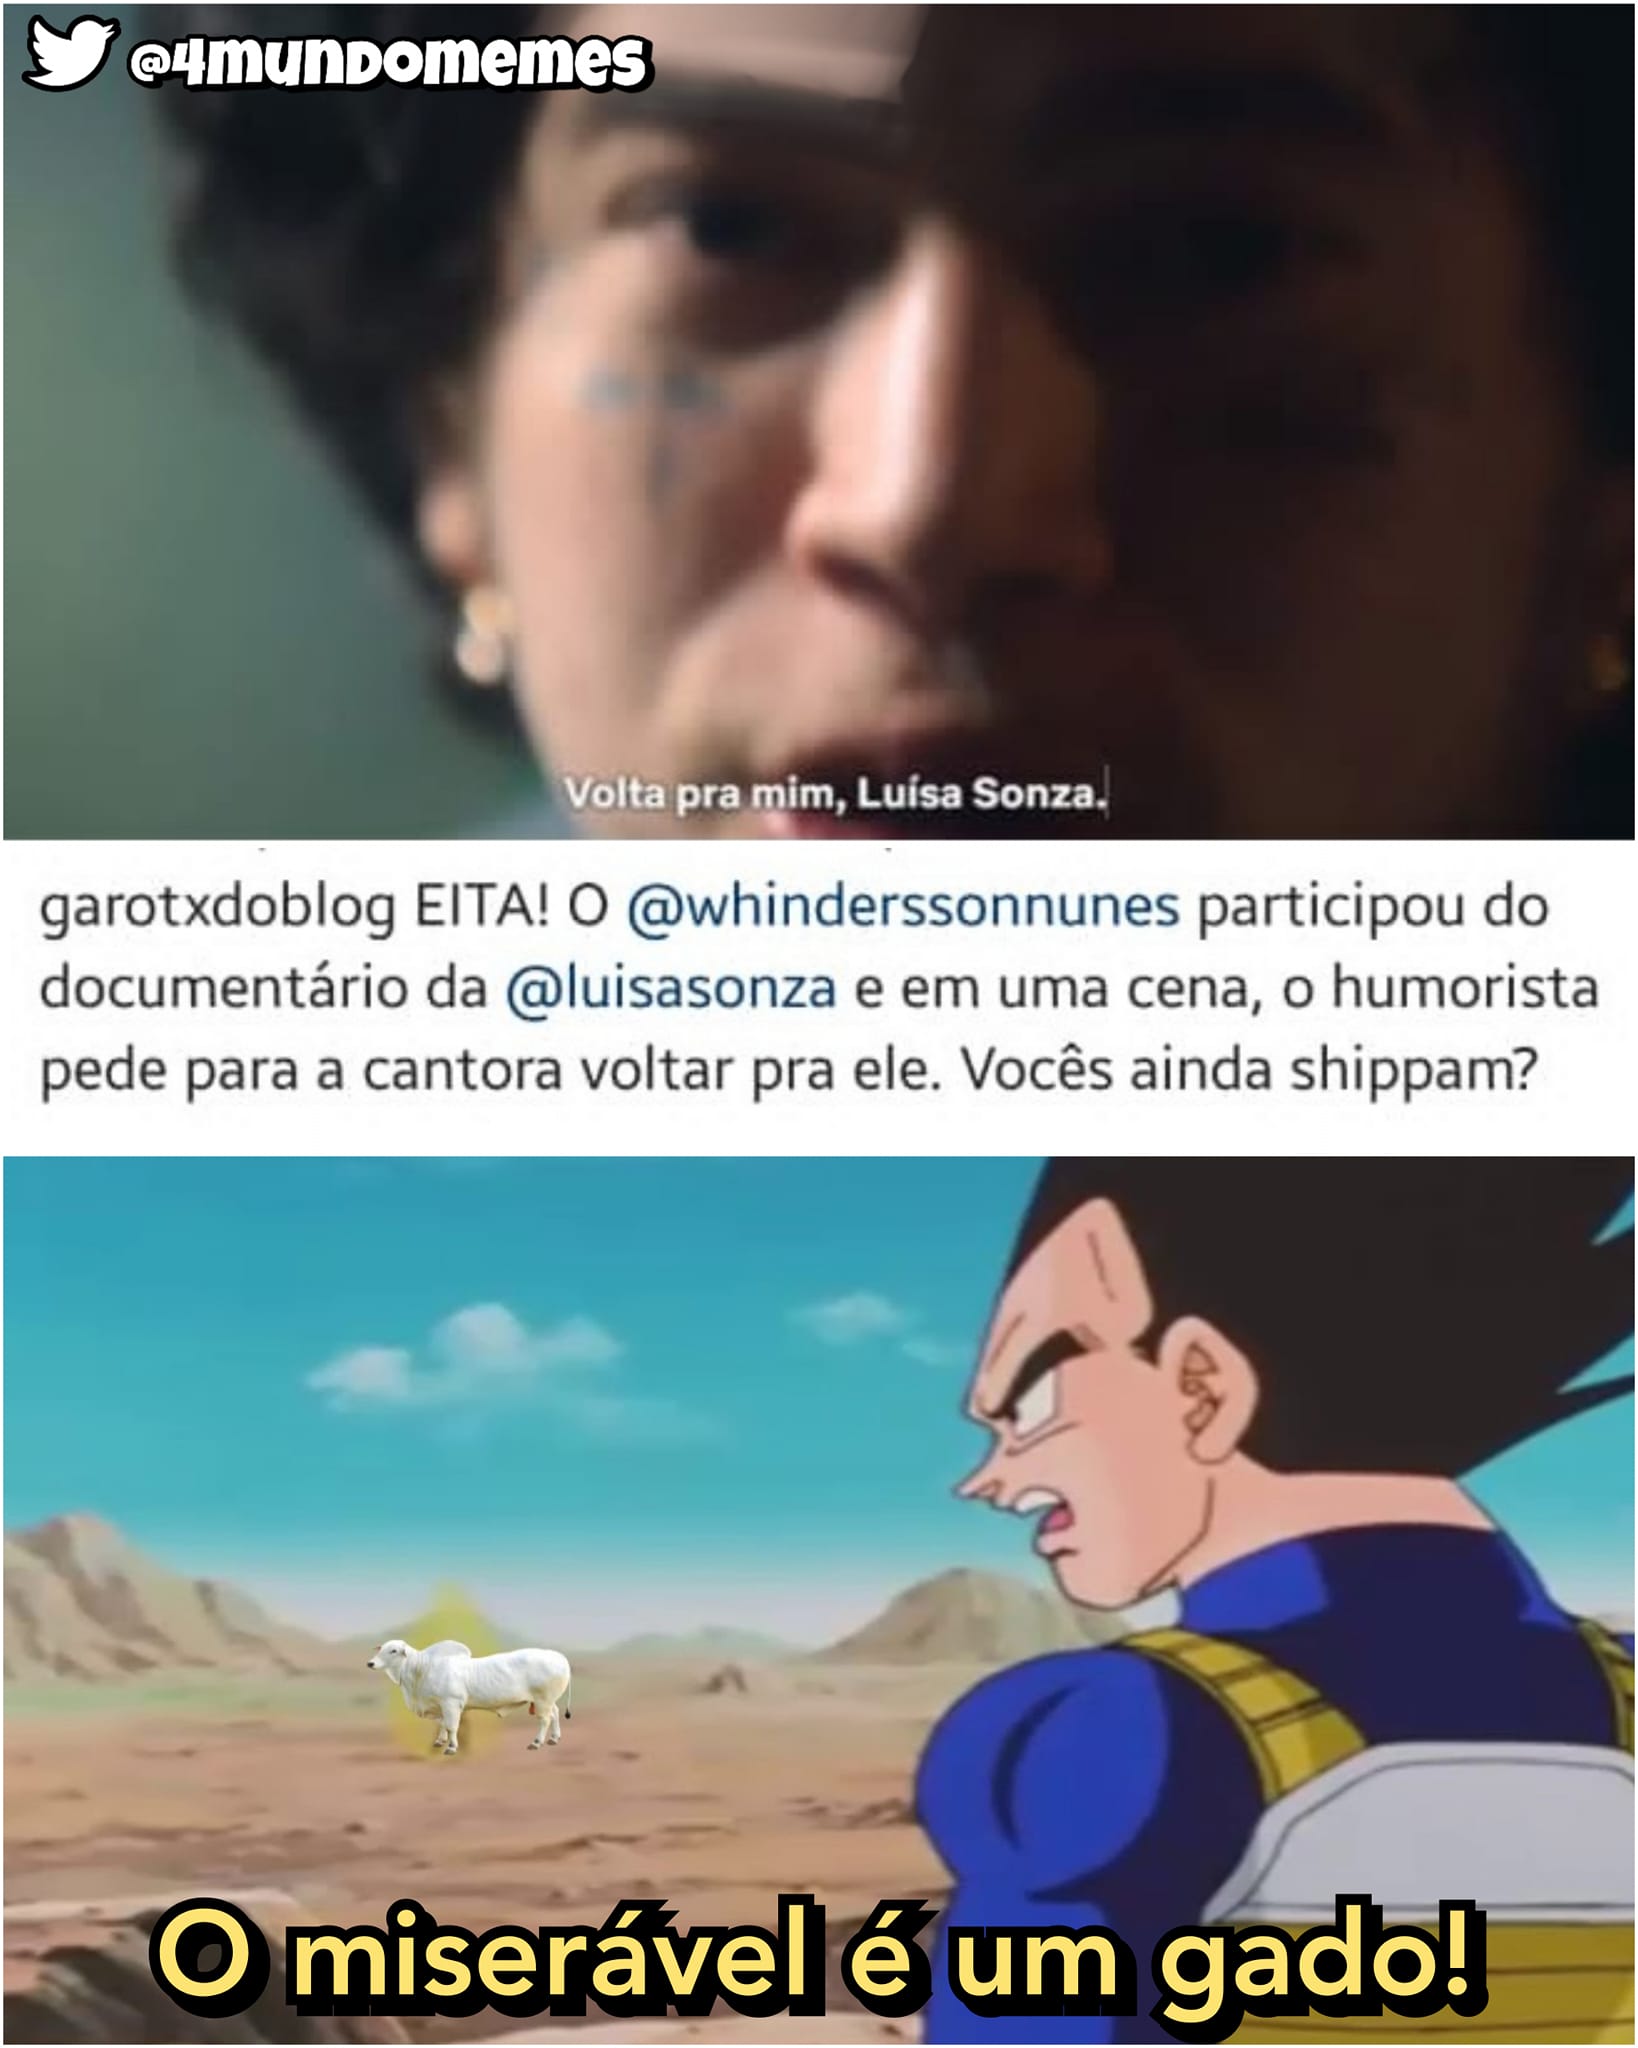 @4mundomemes
Volta pra mim, Luísa Sonza.
garotxdoblog EITA! O @whinderssonnunes participou do
documentário da @luisasonza e em uma cena, o humorista
pede para a cantora voltar pra ele. Vocês ainda shippam?
O miserável é um gado!